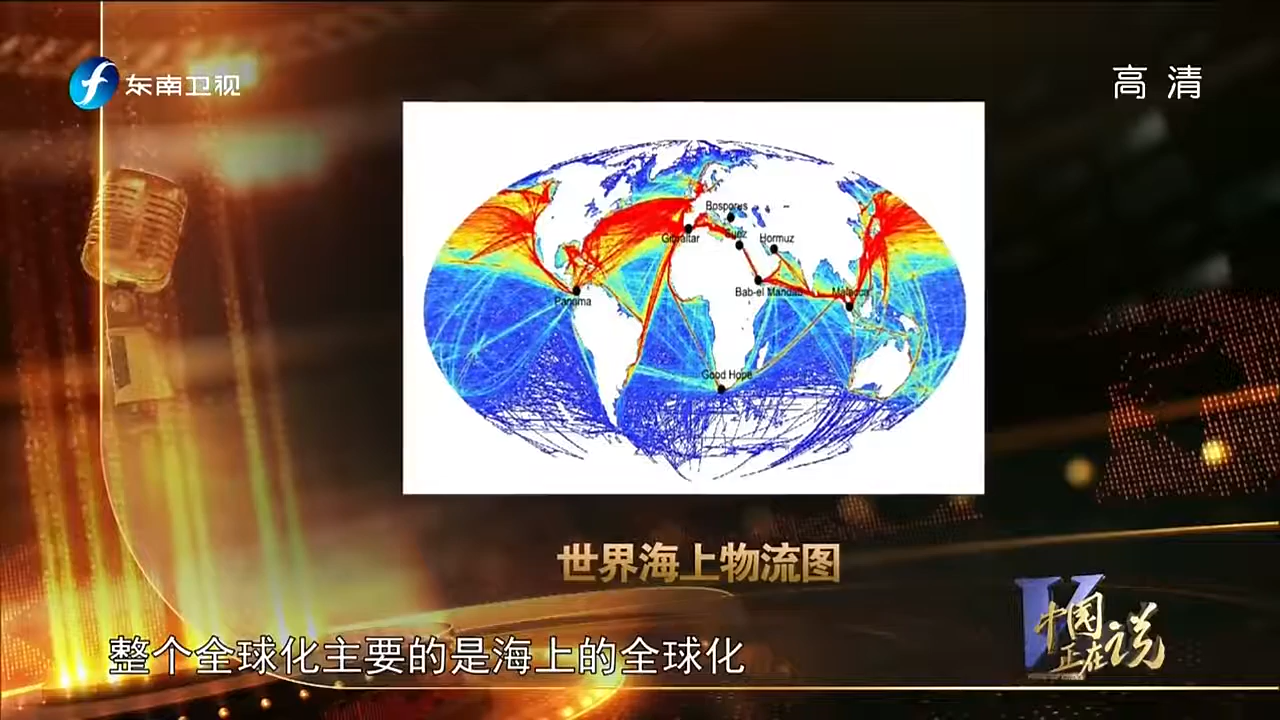 东南卫视
高清
Bosporus
Gibraltar
Suez
Hormuz
Bab-el Mandab
Malacca
Panama
Good Hope
世界海上物流图
中国
正在说
整个全球化主要的是海上的全球化